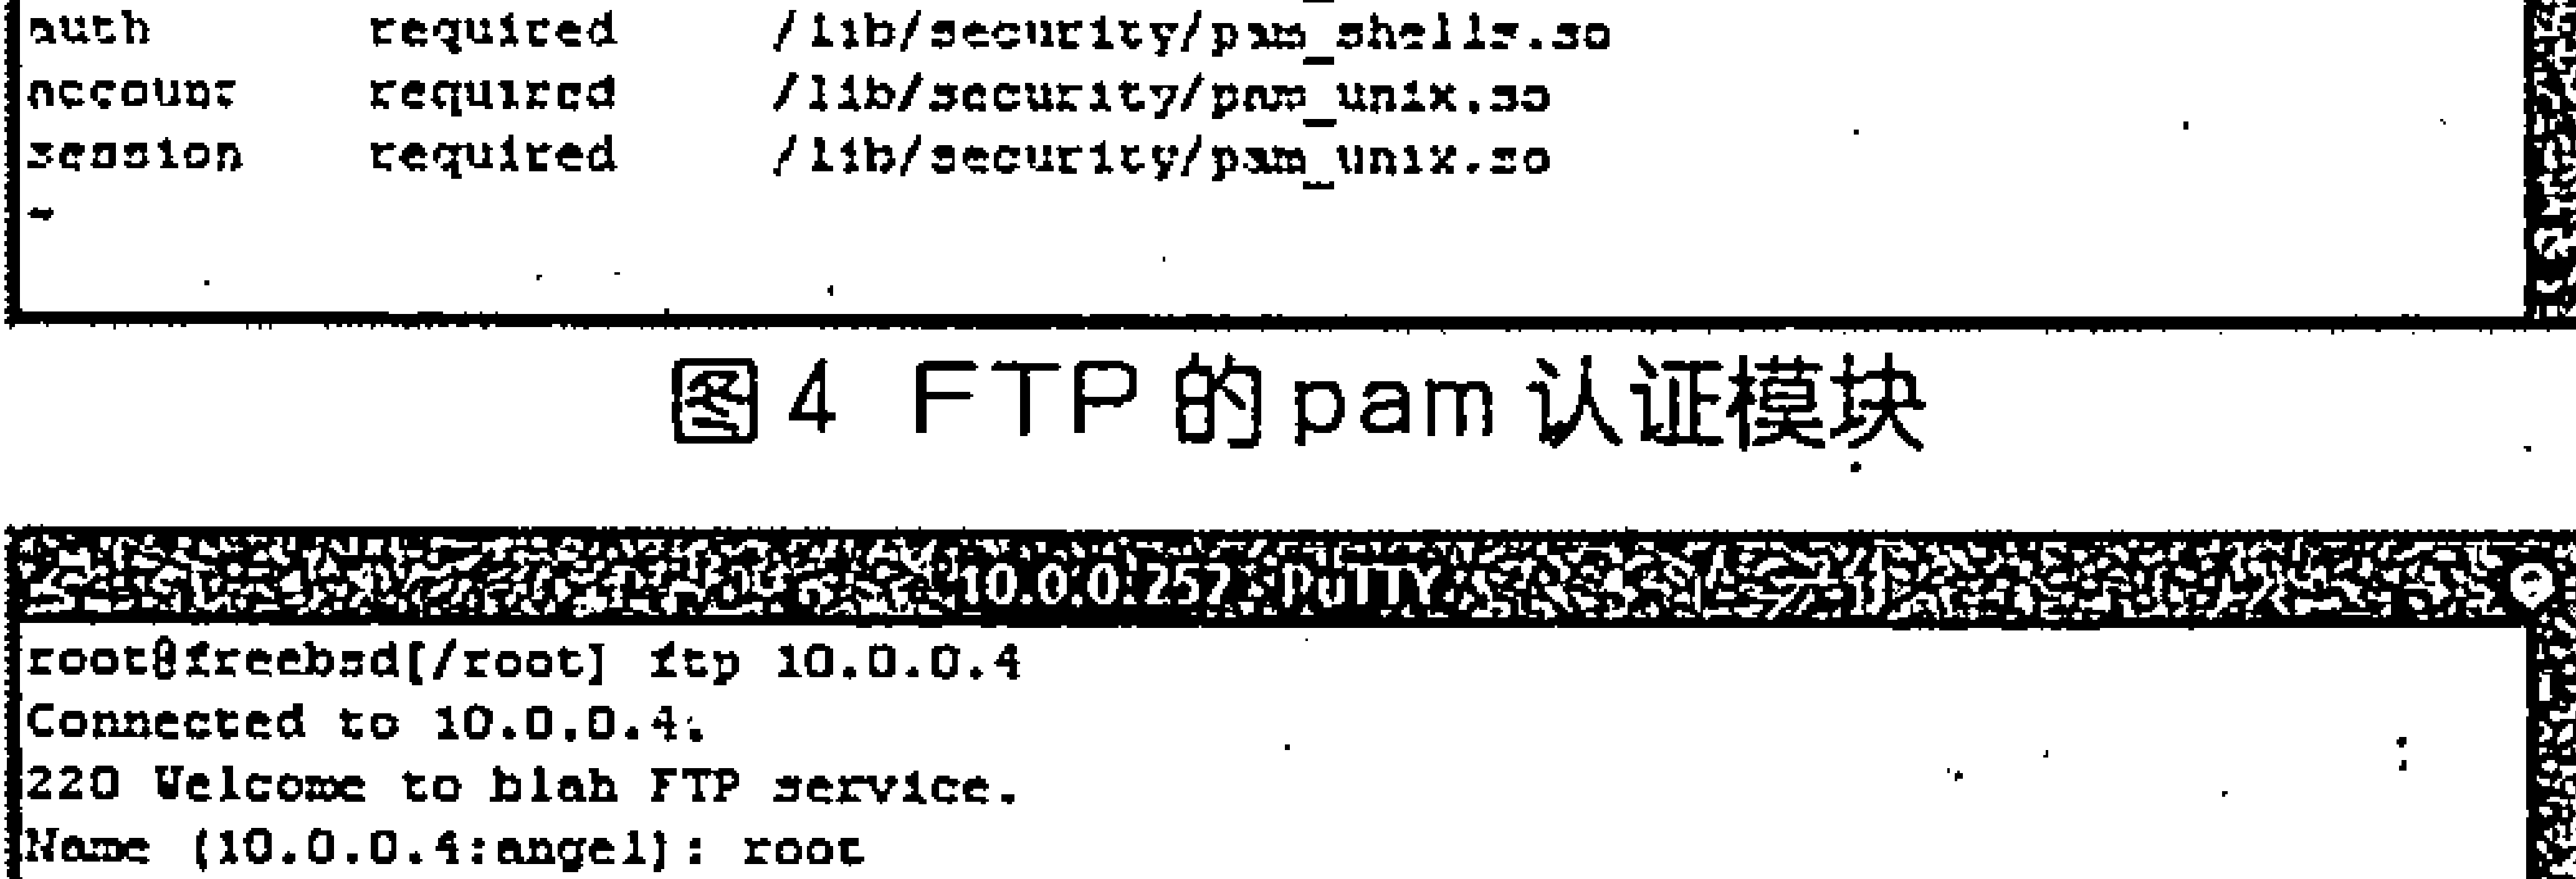 auth required /lib/security/pam_shells.so
account required /lib/security/pam_unix.so
session required /lib/security/pam_unix.so
~
图4 FTP的pam认证模块
10.0.0.257 - PuTTY
root@freebsd[/root] ftp 10.0.0.4
Connected to 10.0.0.4.
220 Welcome to blah FTP service.
Name (10.0.0.4:angel): root